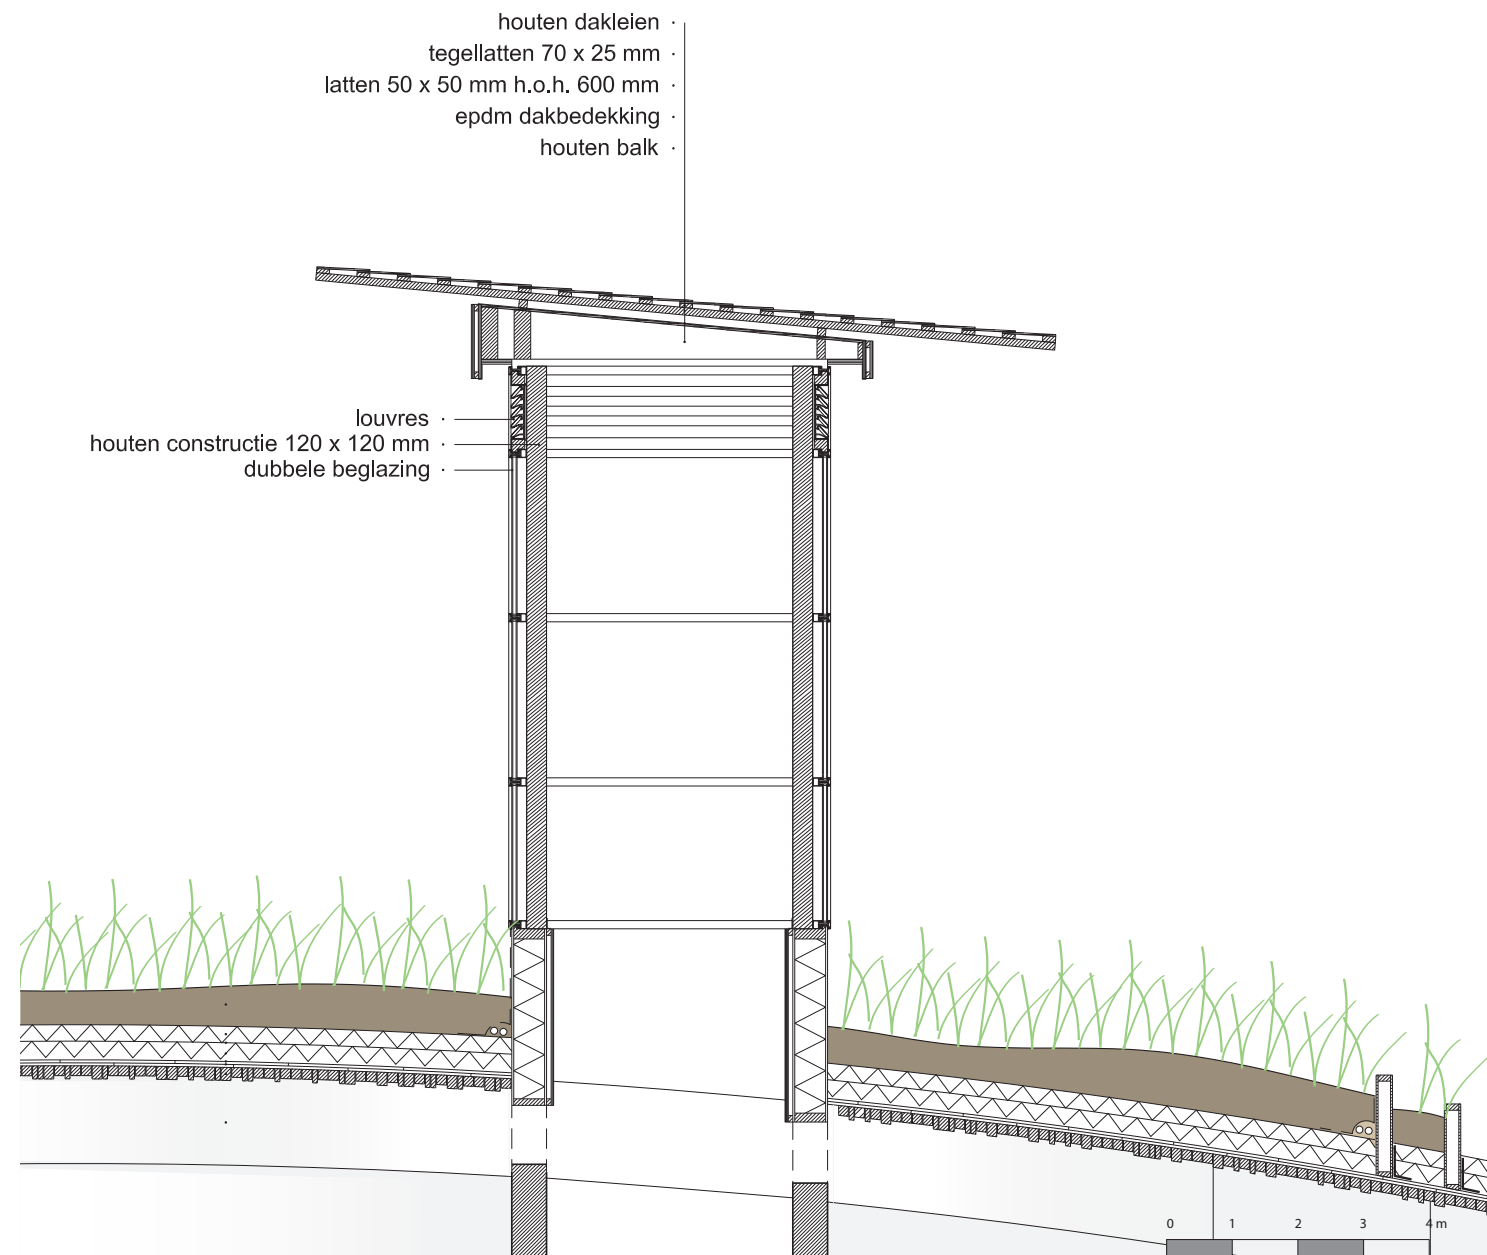 houten dakleien
tegellatten 70 x 25 mm
latten 50 x 50 mm h.o.h. 600 mm
epdm dakbedekking
houten balk
louvres
houten constructie 120 x 120 mm
dubbele beglazing
0 1 2 3 4 m